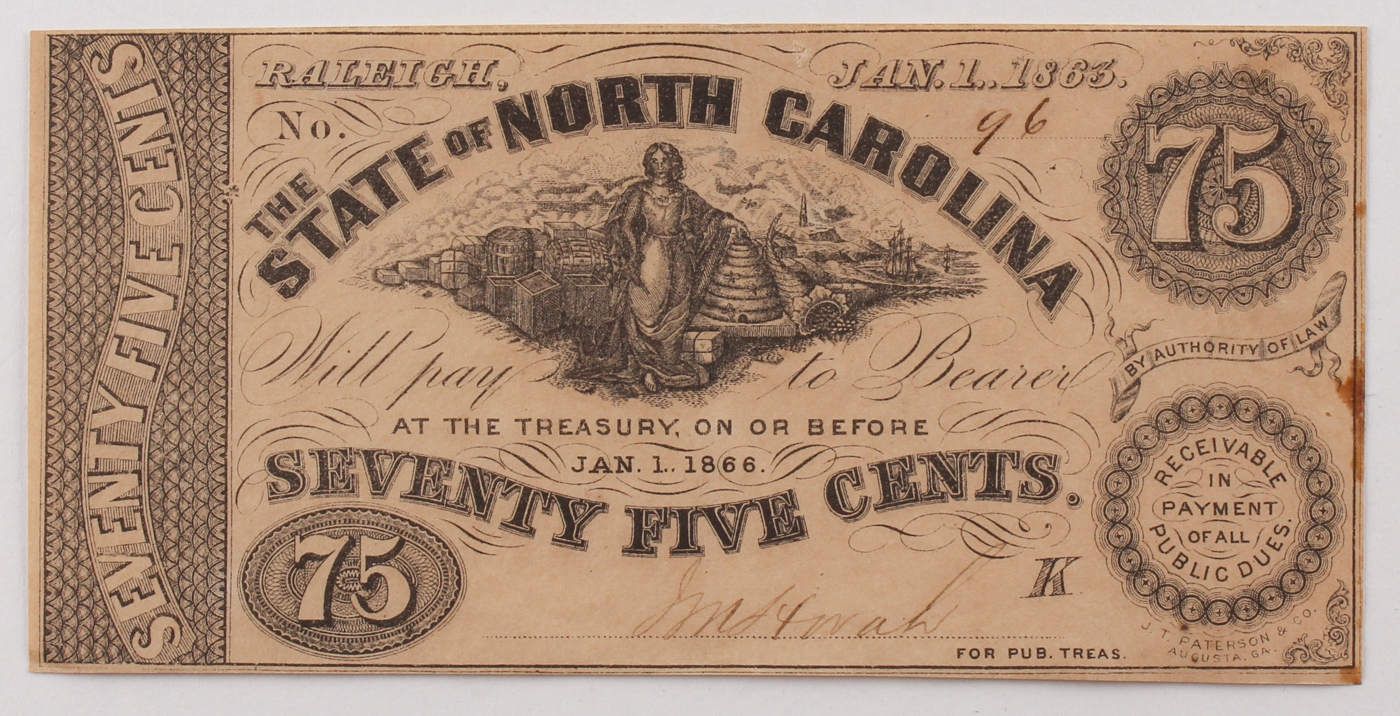 SEVENTY FIVE CENTS
RALEIGH, JAN. 1.. 1863.
No. 96
THE STATE OF NORTH CAROLINA
75
Will pay to Bearer
BY AUTHORITY OF LAW
AT THE TREASURY, ON OR BEFORE
JAN. 1.. 1866.
SEVENTY FIVE CENTS.
75
RECEIVABLE
IN
PAYMENT
OF ALL
PUBLIC DUES.
K
FOR PUB. TREAS.
J. T. PATERSON & CO.
AUGUSTA, GA.